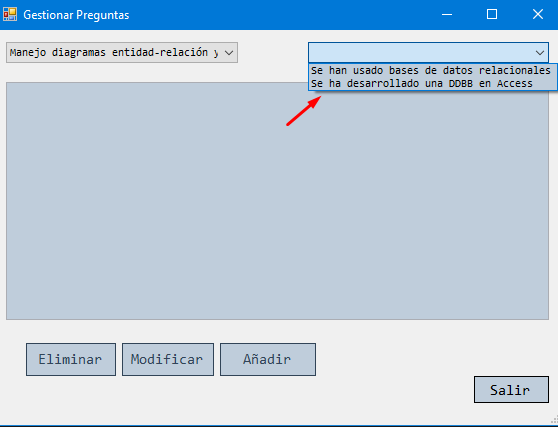 Gestionar Preguntas
Manejo diagramas entidad-relación y
Se han usado bases de datos relacionales
Se ha desarrollado una DDBB en Access
Eliminar
Modificar
Añadir
Salir